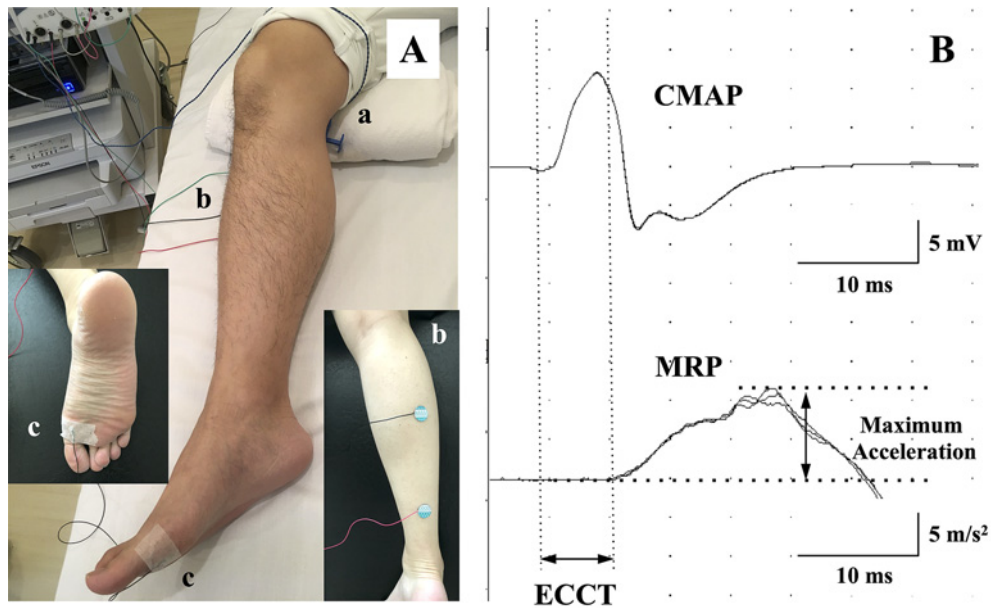 A
a
b
c
b
c
EPSON
B
CMAP
5 mV
10 ms
MRP
Maximum
Acceleration
5 m/s²
10 ms
ECCT